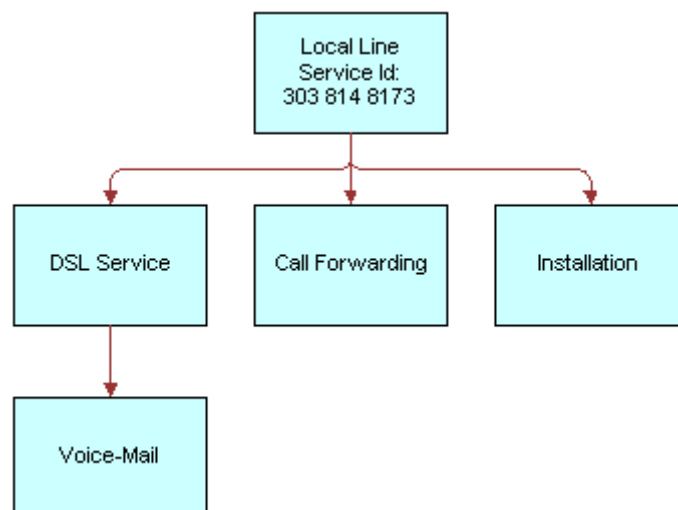 Local Line
Service Id:
303 814 8173
DSL Service
Call Forwarding
Installation
Voice-Mail